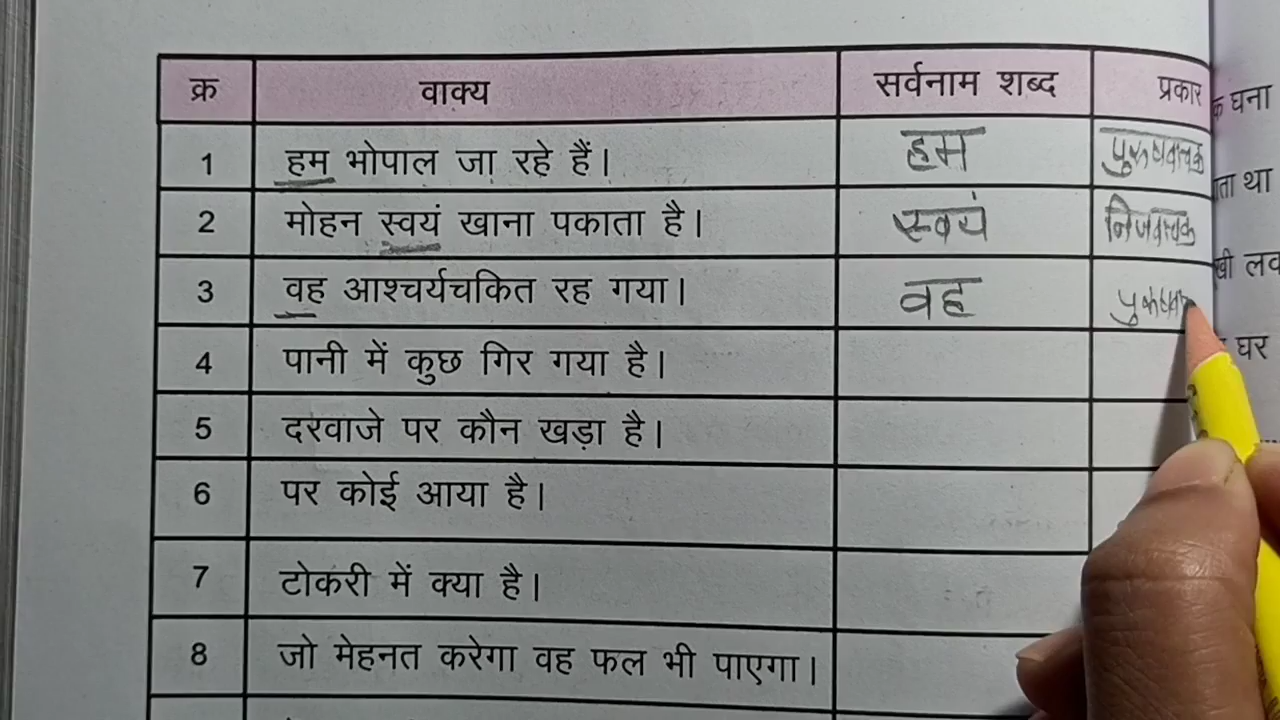 क्र वाक्य सर्वनाम शब्द प्रकार
1 हम भोपाल जा रहे हैं। हम पुरुषवाचक
2 मोहन स्वयं खाना पकाता है। स्वयं निजवाचक
3 वह आश्चर्यचकित रह गया। वह
4 पानी में कुछ गिर गया है।
5 दरवाजे पर कौन खड़ा है।
6 पर कोई आया है।
7 टोकरी में क्या है।
8 जो मेहनत करेगा वह फल भी पाएगा।
घना
था
घर